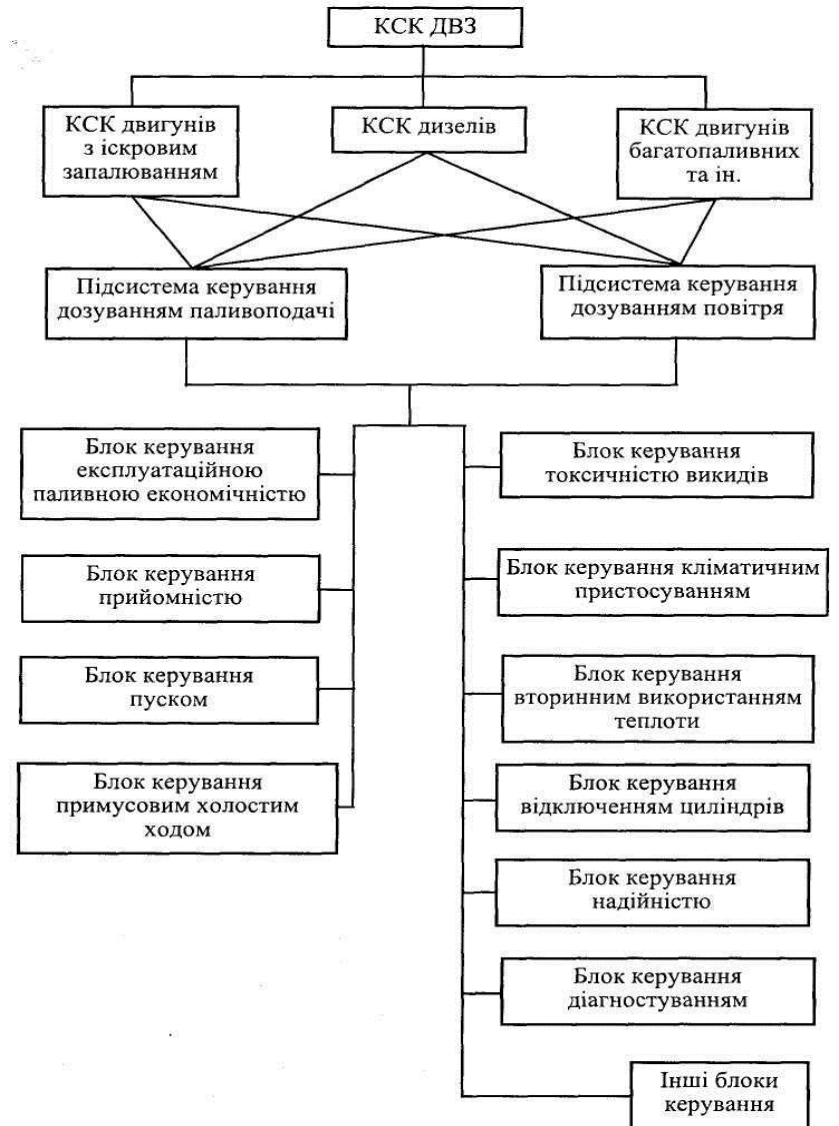 КСК ДВЗ
КСК двигунів
з іскровим
запалюванням
КСК дизелів
КСК двигунів
багатопаливних
та ін.
Підсистема керування
дозуванням паливоподачі
Підсистема керування
дозуванням повітря
Блок керування
експлуатаційною
паливною економічністю
Блок керування
прийомністю
Блок керування
пуском
Блок керування
примусовим холостим
ходом
Блок керування
токсичністю викидів
Блок керування кліматичним
пристосуванням
Блок керування
вторинним використанням
теплоти
Блок керування
відключенням циліндрів
Блок керування
надійністю
Блок керування
діагностуванням
Інші блоки
керування